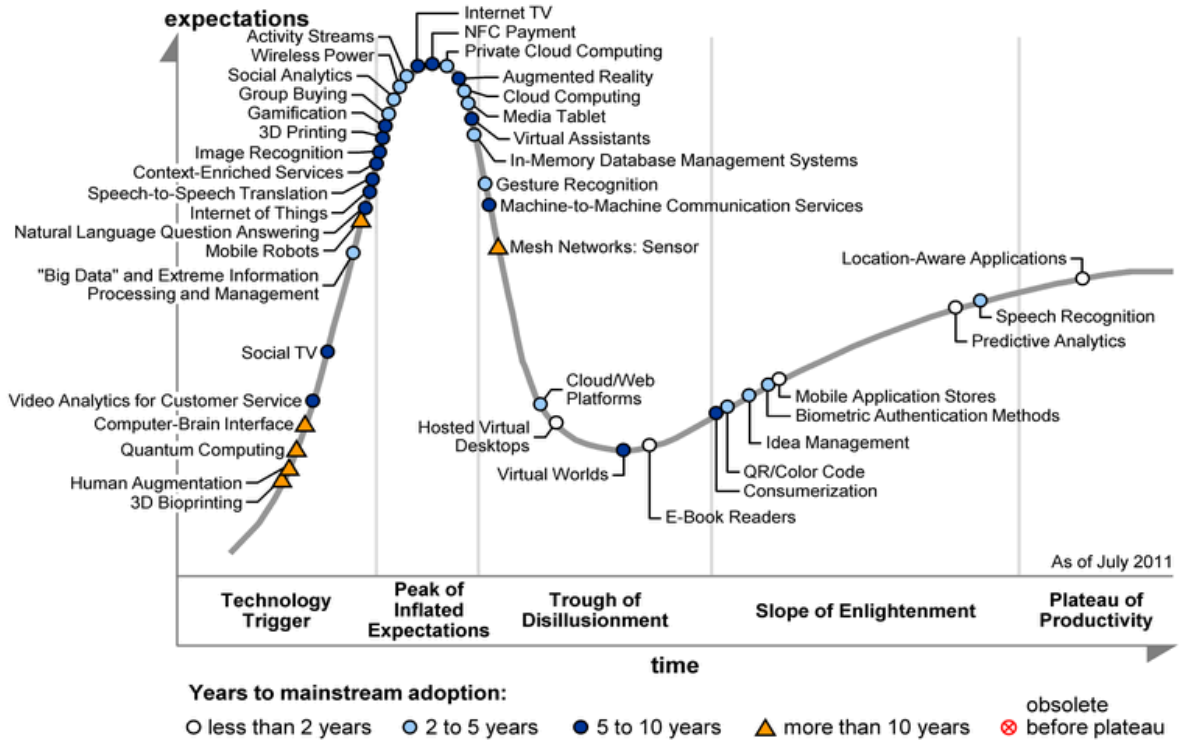 expectations
Activity Streams
Wireless Power
Social Analytics
Group Buying
Gamification
3D Printing
Image Recognition
Context-Enriched Services
Speech-to-Speech Translation
Internet of Things
Natural Language Question Answering
Mobile Robots
"Big Data" and Extreme Information
Processing and Management
Social TV
Video Analytics for Customer Service
Computer-Brain Interface
Quantum Computing
Human Augmentation
3D Bioprinting
Internet TV
NFC Payment
Private Cloud Computing
Augmented Reality
Cloud Computing
Media Tablet
Virtual Assistants
In-Memory Database Management Systems
Gesture Recognition
Machine-to-Machine Communication Services
Mesh Networks: Sensor
Cloud/Web
Platforms
Hosted Virtual
Desktops
Virtual Worlds
E-Book Readers
Consumerization
QR/Color Code
Idea Management
Biometric Authentication Methods
Mobile Application Stores
Predictive Analytics
Speech Recognition
Location-Aware Applications
As of July 2011
Technology
Trigger
Peak of
Inflated
Expectations
Trough of
Disillusionment
Slope of Enlightenment
Plateau of
Productivity
time
Years to mainstream adoption:
less than 2 years
2 to 5 years
5 to 10 years
more than 10 years
obsolete
before plateau